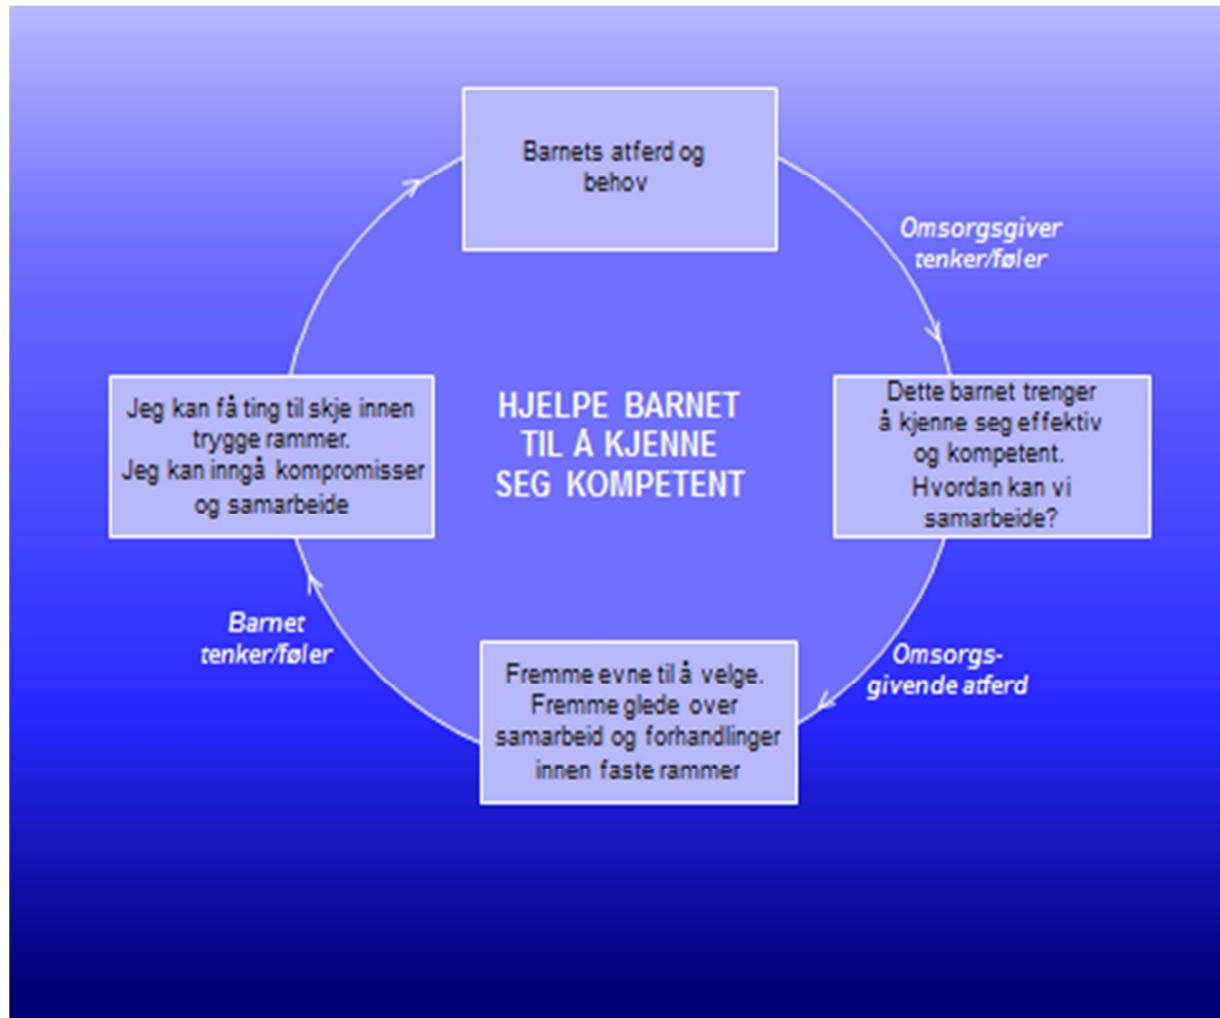 Barnets atferd og
behov
Omsorgsgiver
tenker/føler
Dette barnet trenger
å kjenne seg effektiv
og kompetent.
Hvordan kan vi
samarbeide?
Omsorgs-
givende atferd
Fremme evne til å velge.
Fremme glede over
samarbeid og forhandlinger
innen faste rammer
Barnet
tenker/føler
Jeg kan få ting til skje innen
trygge rammer.
Jeg kan inngå kompromisser
og samarbeide
HJELPE BARNET
TIL Å KJENNE
SEG KOMPETENT